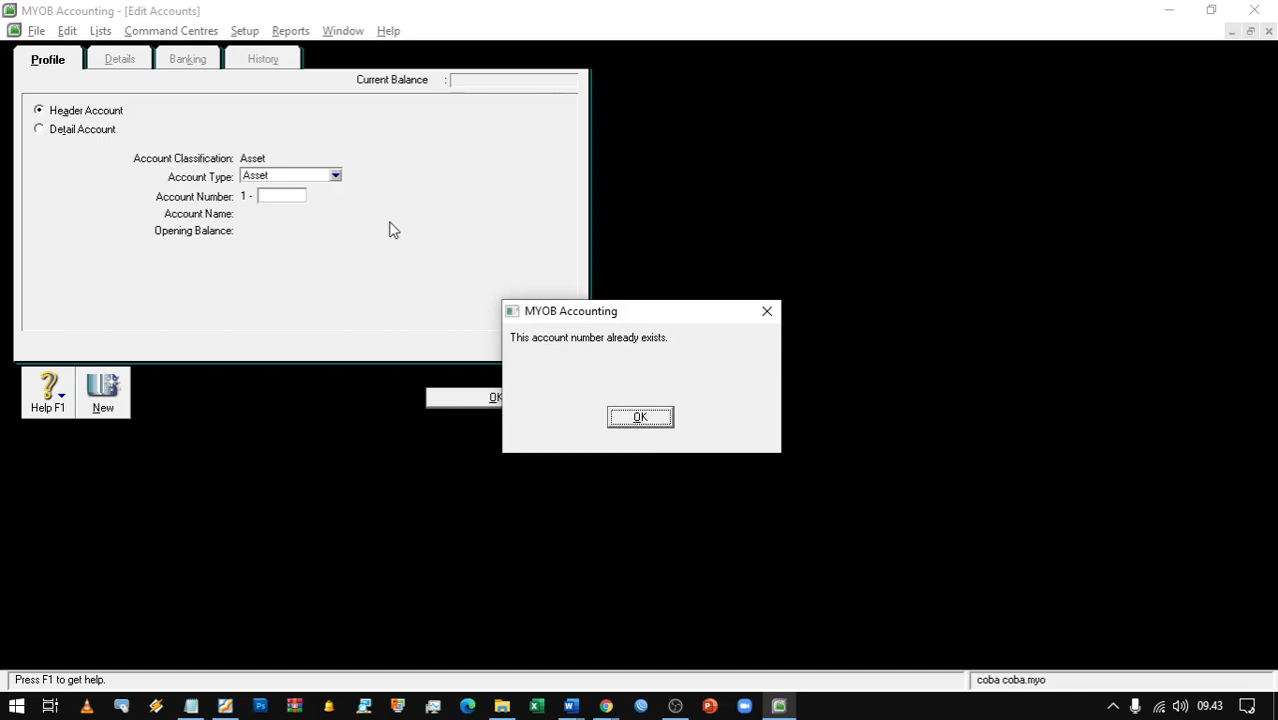 MYOB Accounting - [Edit Accounts]
File Edit Lists Command Centres Setup Reports Window Help
Profile Details Banking History
Current Balance :
Header Account
Detail Account
Account Classification: Asset
Account Type: Asset
Account Number: 1 -
Account Name:
Opening Balance:
MYOB Accounting
This account number already exists.
OK
Help F1 New
OK
Press F1 to get help.
coba coba.myo
09.43